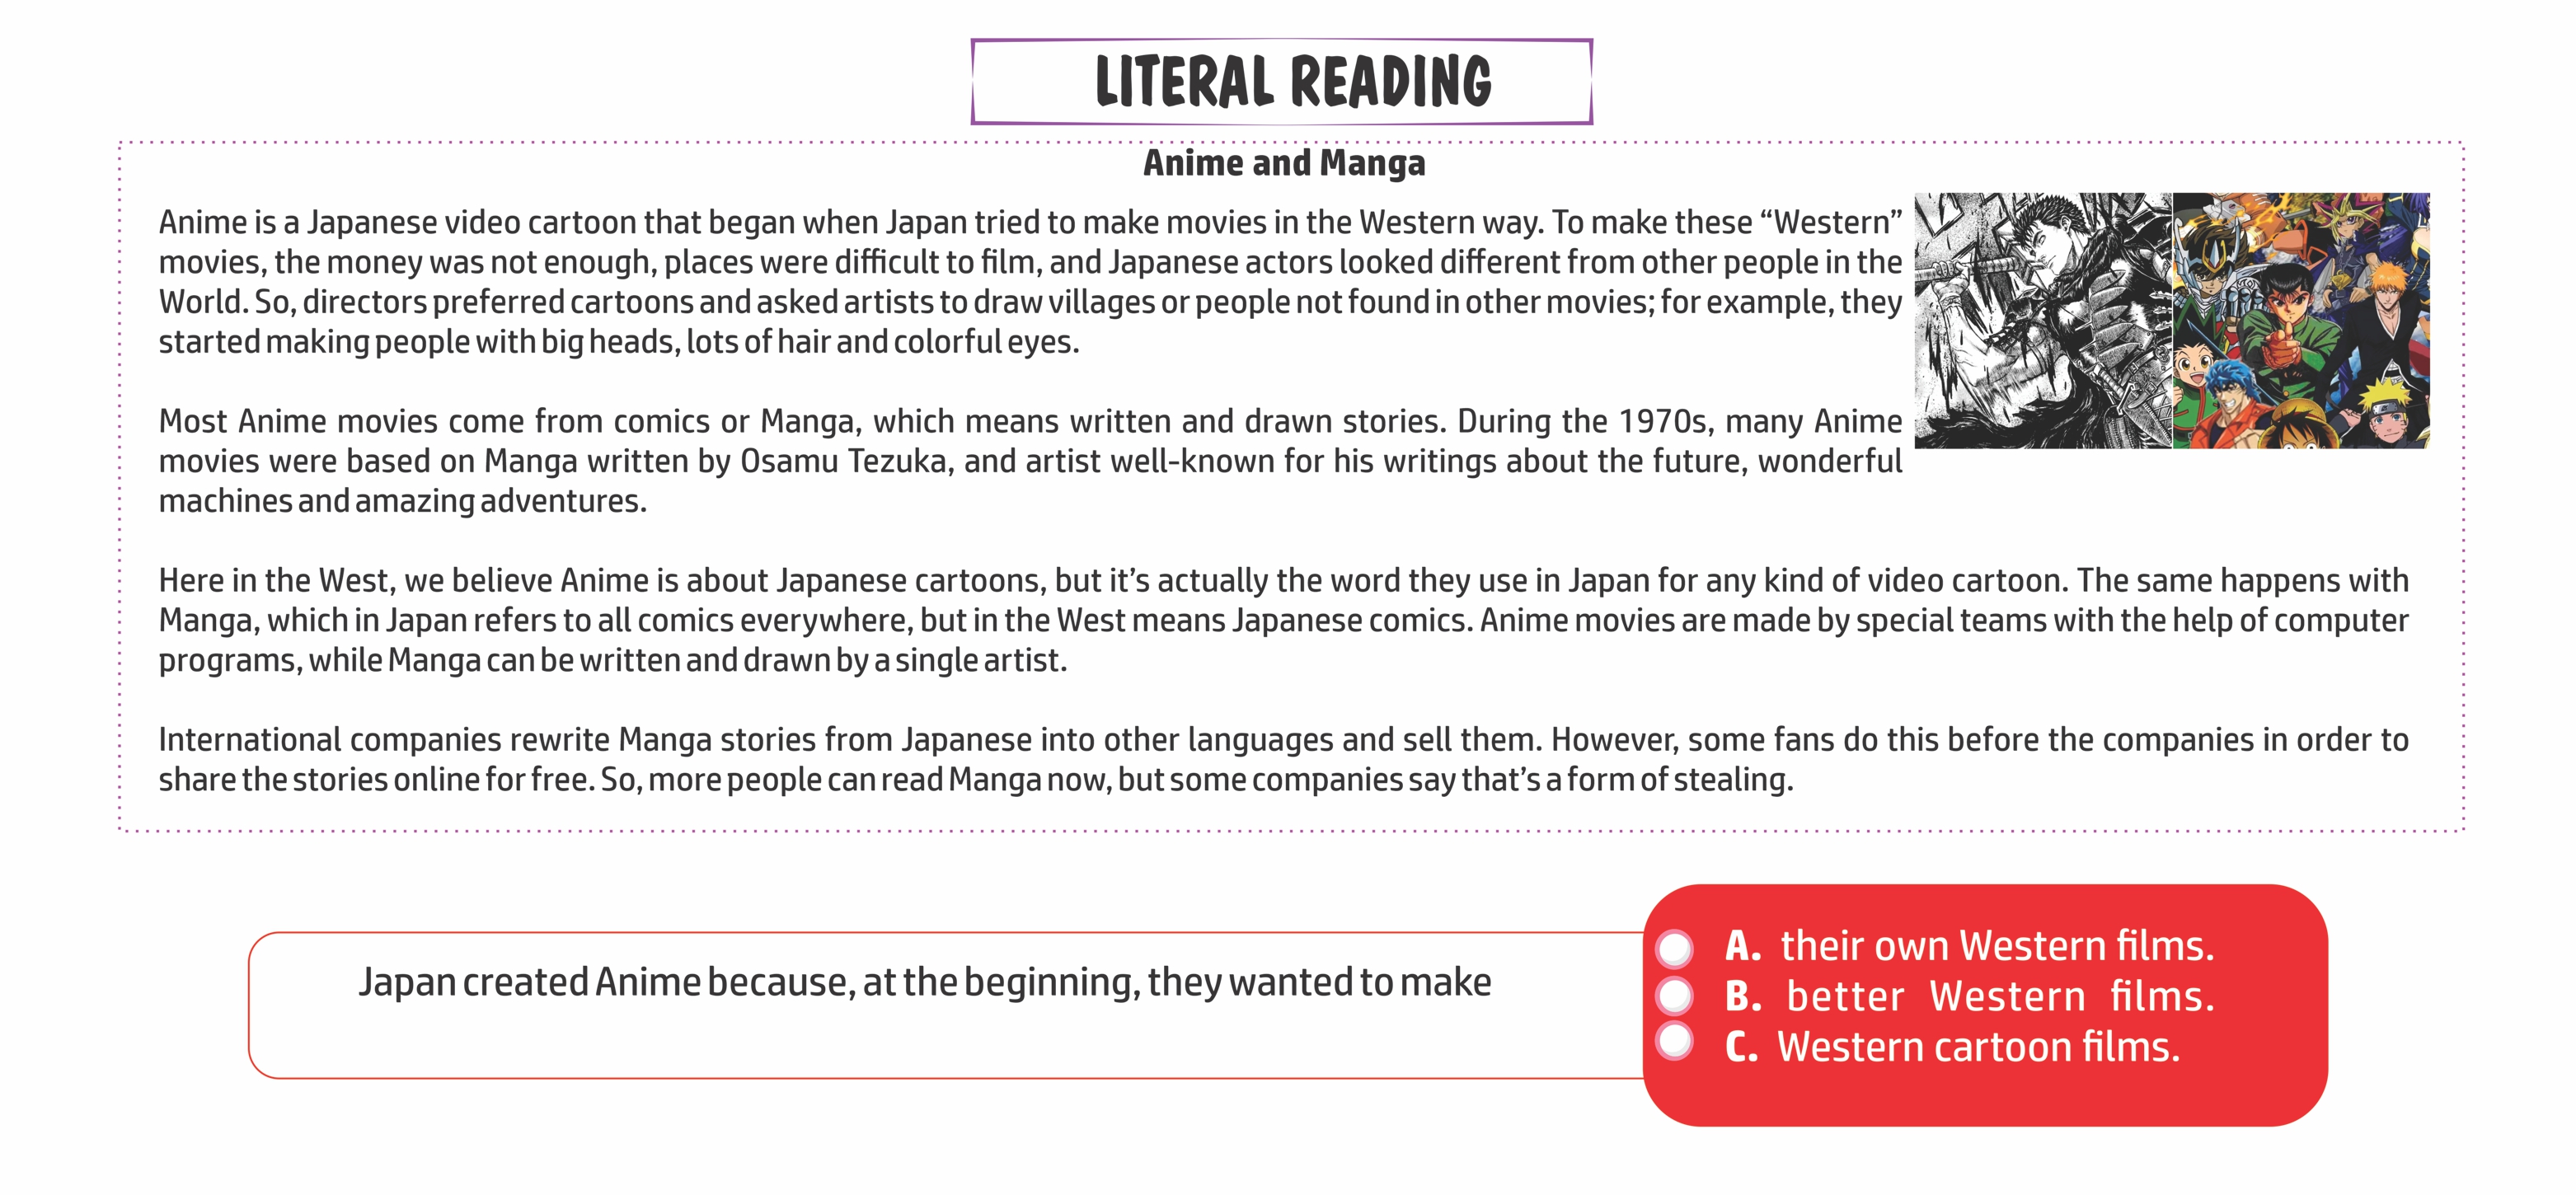 LITERAL READING
Anime and Manga
Anime is a Japanese video cartoon that began when Japan tried to make movies in the Western way. To make these “Western”
movies, the money was not enough, places were difficult to film, and Japanese actors looked different from other people in the
World. So, directors preferred cartoons and asked artists to draw villages or people not found in other movies; for example, they
started making people with big heads, lots of hair and colorful eyes.
Most Anime movies come from comics or Manga, which means written and drawn stories. During the 1970s, many Anime
movies were based on Manga written by Osamu Tezuka, and artist well-known for his writings about the future, wonderful
machines and amazing adventures.
Here in the West, we believe Anime is about Japanese cartoons, but it’s actually the word they use in Japan for any kind of video cartoon. The same happens with
Manga, which in Japan refers to all comics everywhere, but in the West means Japanese comics. Anime movies are made by special teams with the help of computer
programs, while Manga can be written and drawn by a single artist.
International companies rewrite Manga stories from Japanese into other languages and sell them. However, some fans do this before the companies in order to
share the stories online for free. So, more people can read Manga now, but some companies say that’s a form of stealing.
Japan created Anime because, at the beginning, they wanted to make
A. their own Western films.
B. better Western films.
C. Western cartoon films.